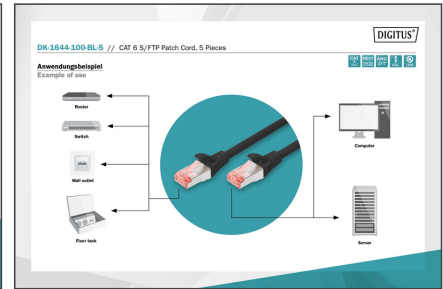 DIGITUS®
DK-1644-100-BL-5 // CAT 6 S/FTP Patch Cord, 5 Pieces
Anwendungsbeispiel
Example of use
Router
Switch
Wall outlet
Floor tank
Computer
Server